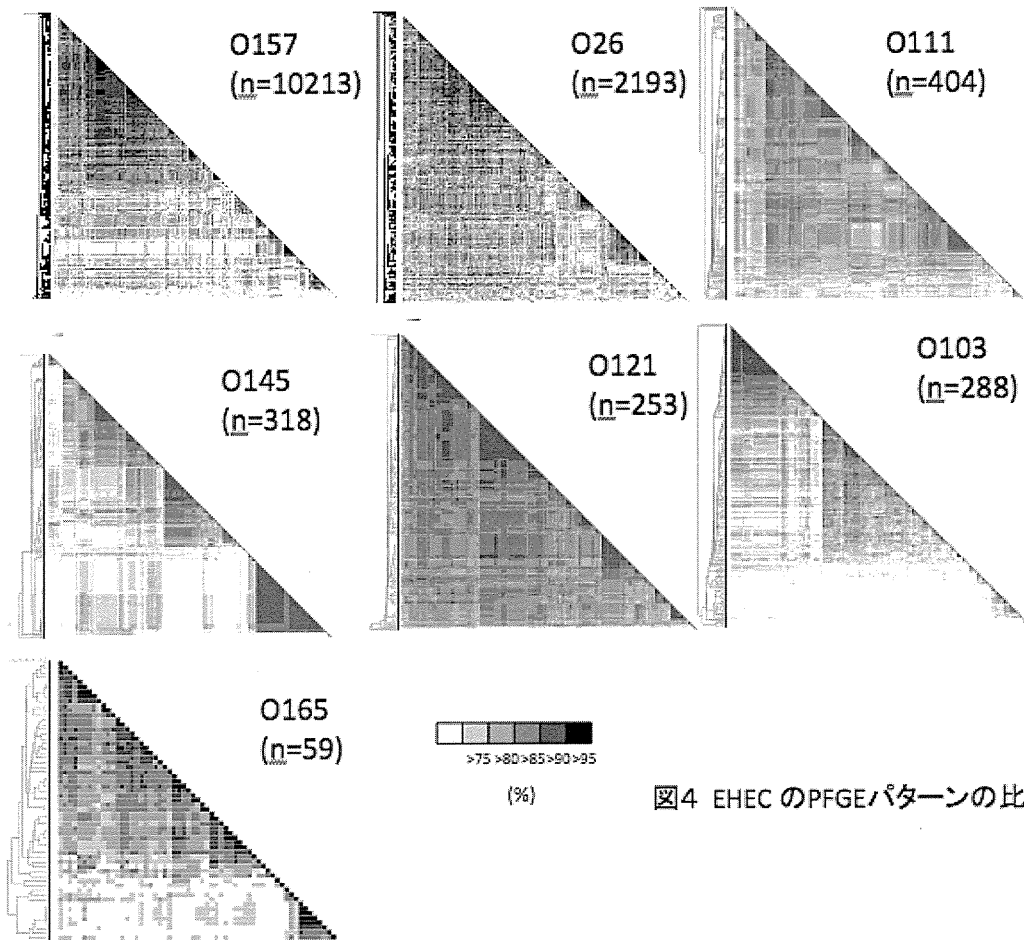 O157
(n=10213)
O26
(n=2193)
O111
(n=404)
O145
(n=318)
O121
(n=253)
O103
(n=288)
O165
(n=59)
>75 >80 >85 >90 >95
(%)
図4 EHEC のPFGEパターンの比